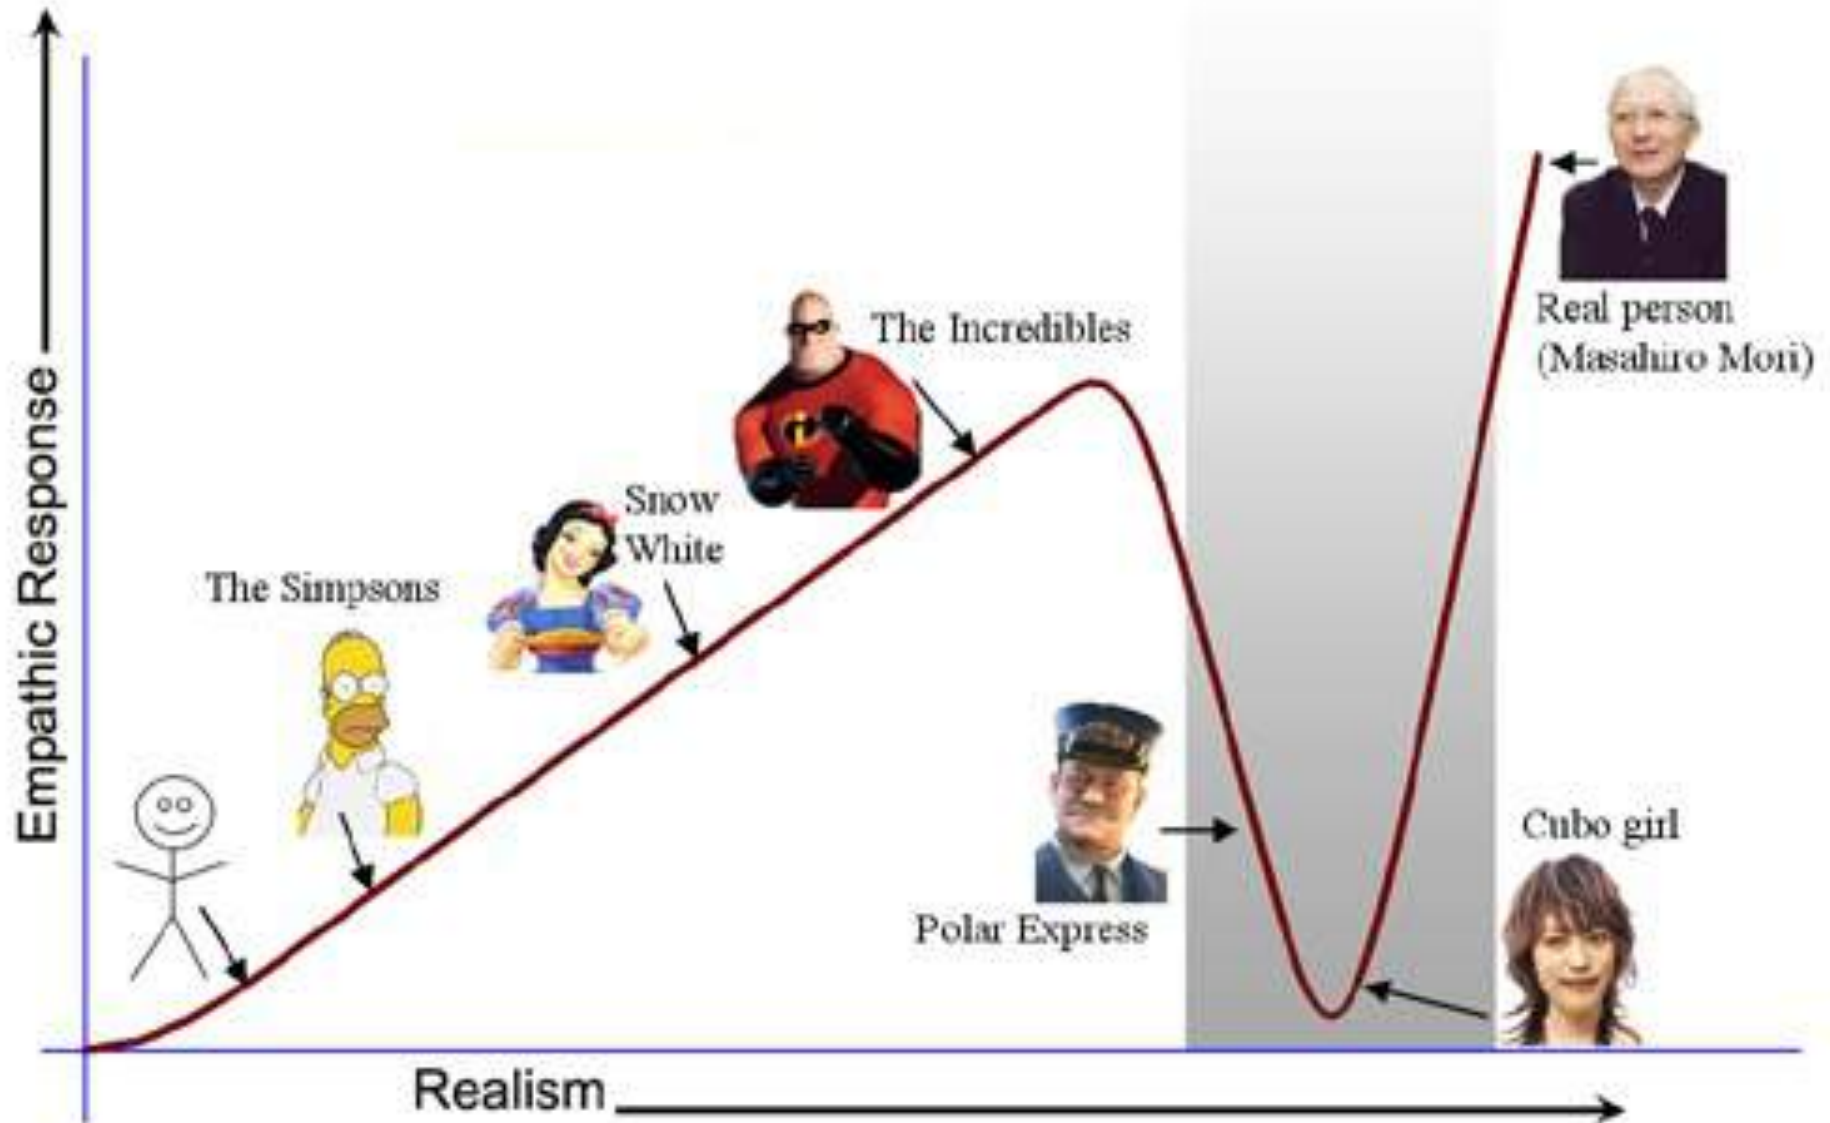 Empathic Response
The Simpsons
Snow
White
The Incredibles
Real person
(Masahiro Mori)
Polar Express
Cubo girl
Realism